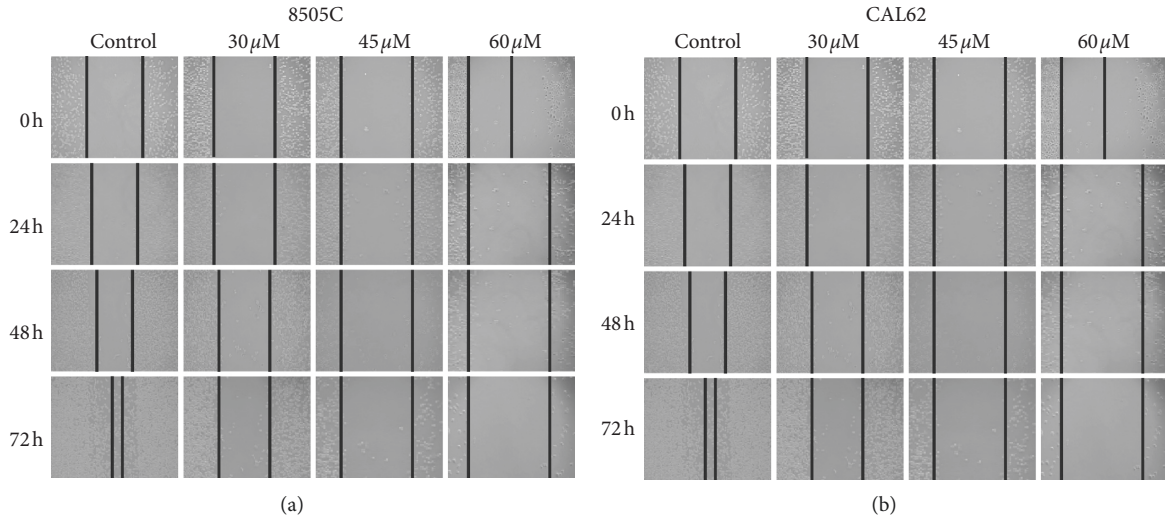 8505C
Control 30 μM 45 μM 60 μM
0 h
24 h
48 h
72 h
(a)
CAL62
Control 30 μM 45 μM 60 μM
0 h
24 h
48 h
72 h
(b)